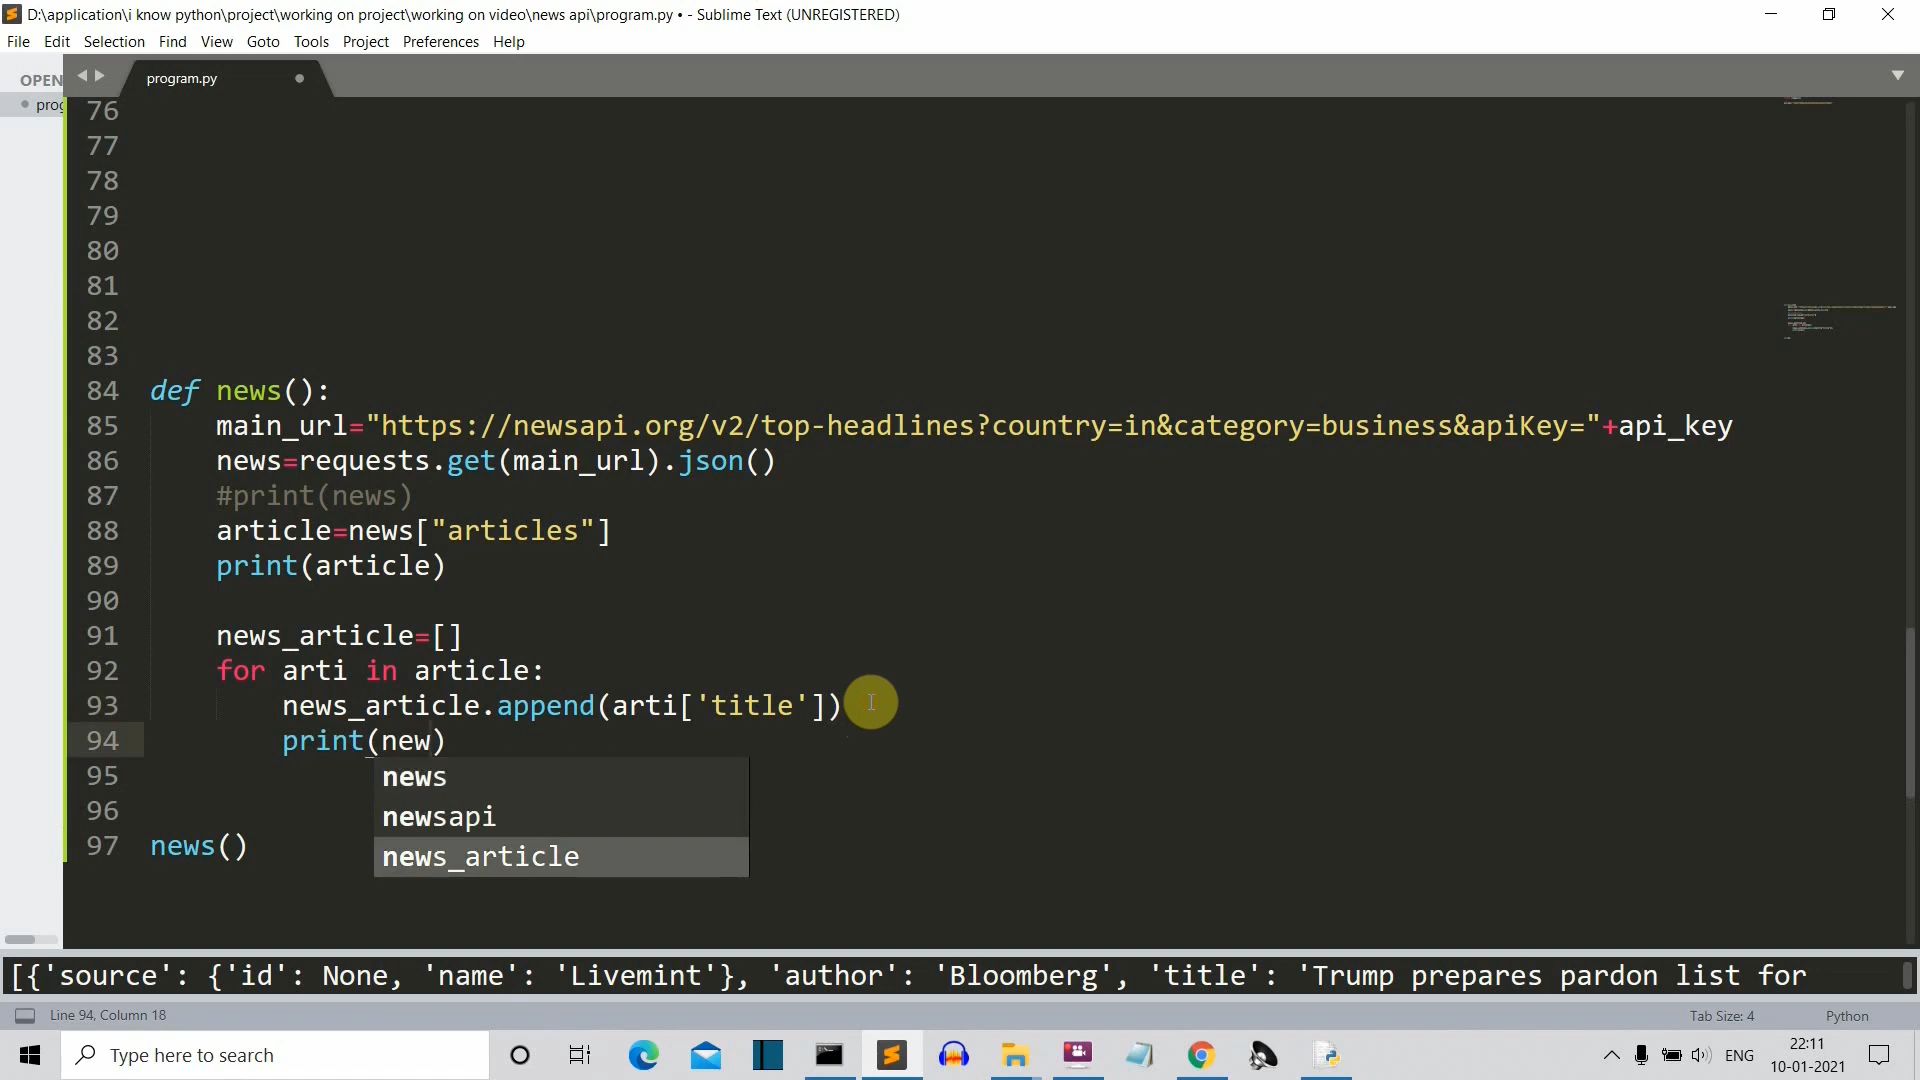 D:\application\i know python\project\working on project\working on video\news api\program.py • - Sublime Text (UNREGISTERED)
File Edit Selection Find View Goto Tools Project Preferences Help
OPEN
prog
program.py
76
77
78
79
80
81
82
83
84 def news():
85 main_url="https://newsapi.org/v2/top-headlines?country=in&category=business&apiKey="+api_key
86 news=requests.get(main_url).json()
87 #print(news)
88 article=news["articles"]
89 print(article)
90
91 news_article=[]
92 for arti in article:
93 news_article.append(arti['title'])
94 print(new)
95
96
97 news()
news
newsapi
news_article
[{'source': {'id': None, 'name': 'Livemint'}, 'author': 'Bloomberg', 'title': 'Trump prepares pardon list for
Line 94, Column 18 Tab Size: 4 Python
Type here to search
ENG
22:11
10-01-2021